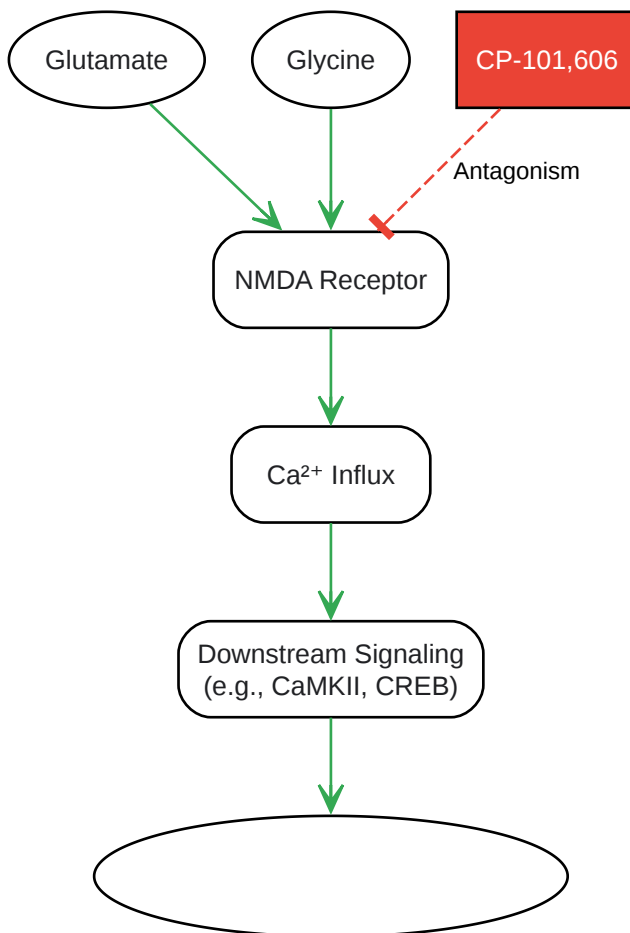 Glutamate
Glycine
CP-101,606
Antagonism
NMDA Receptor
Ca²⁺ Influx
Downstream Signaling
(e.g., CaMKII, CREB)